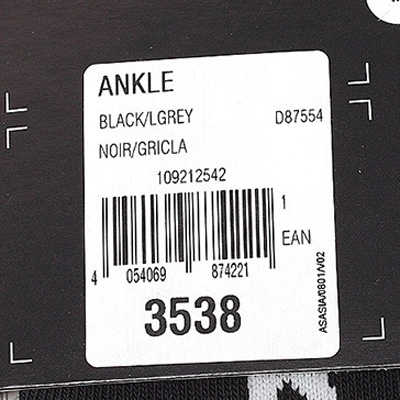 ANKLE
BLACK/LGREY D87554
NOIR/GRICLA
109212542
1
EAN
4 054069 874221
3538
ASASIA/0801/V02